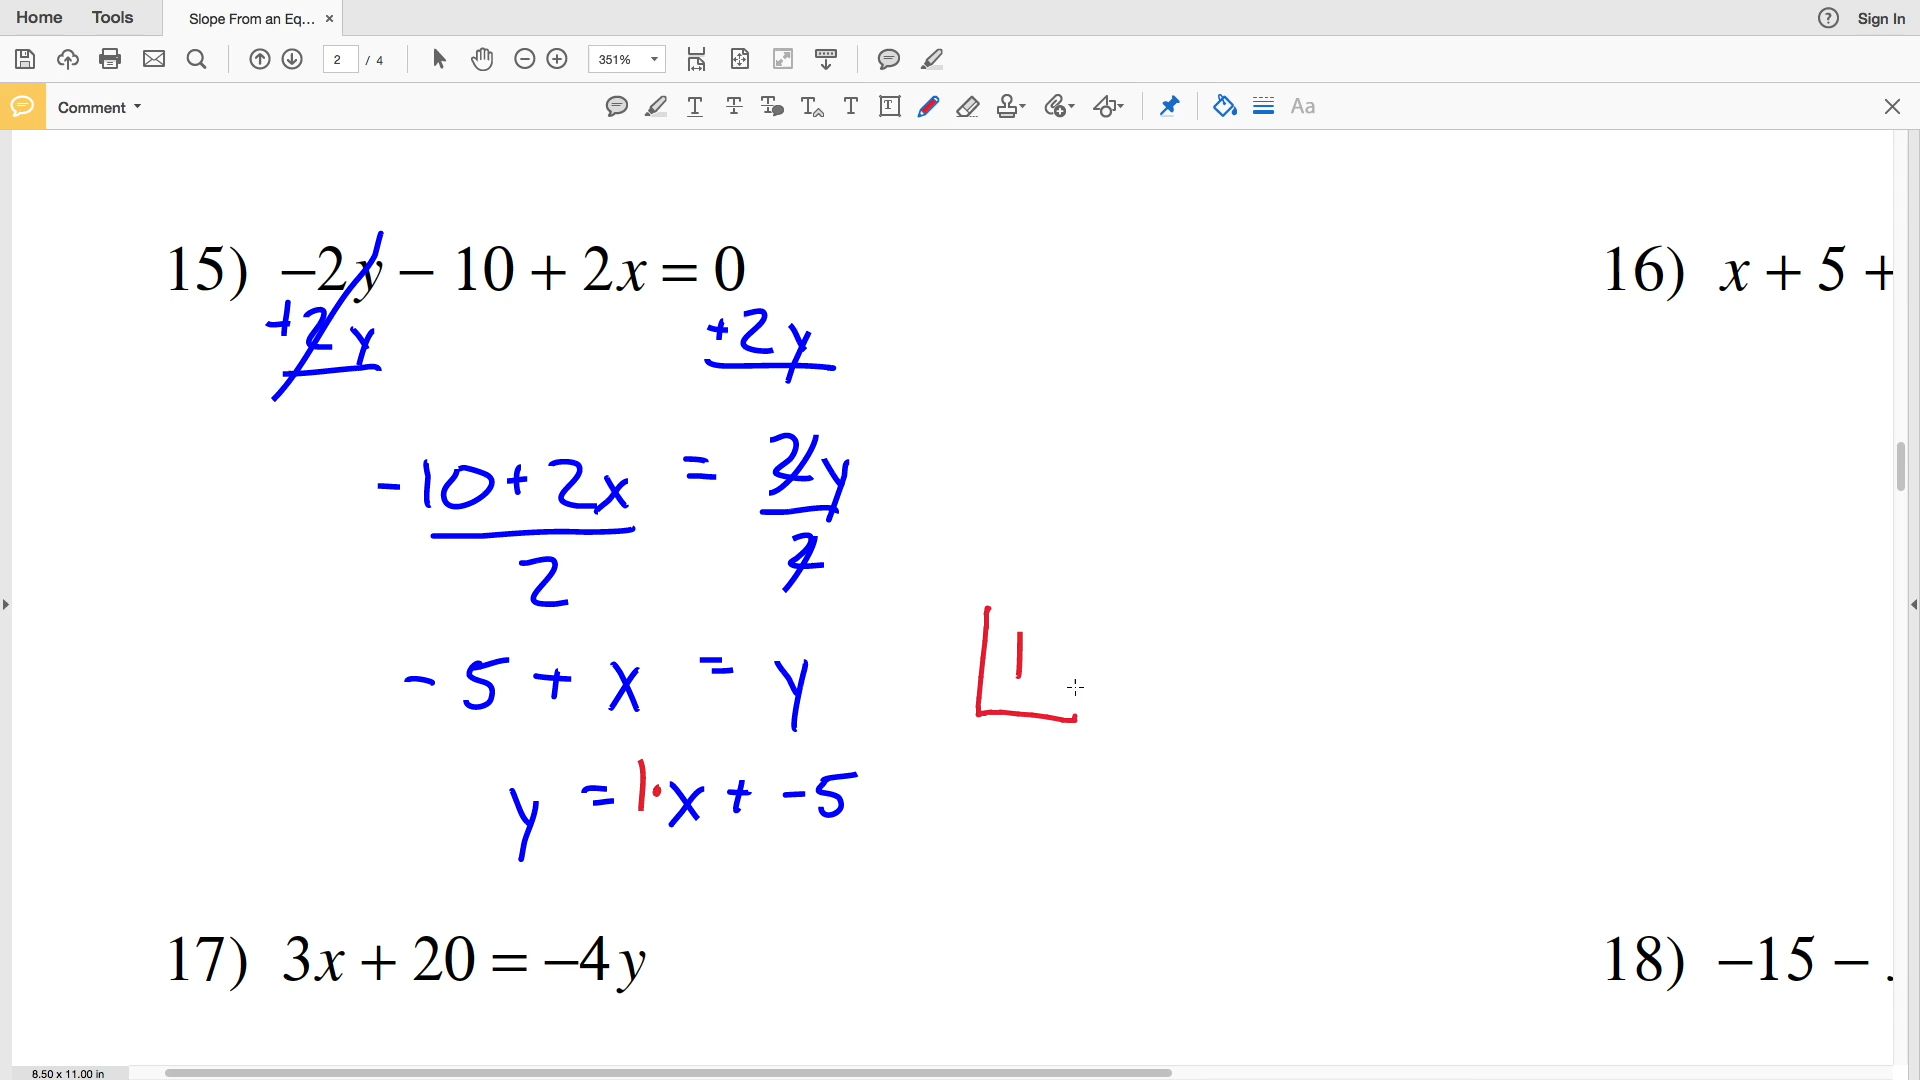 Home Tools Slope From an Eq... × Sign In
2 / 4 351%
Comment Aa
15) −2y − 10 + 2x = 0
+2y +2y
-10+2x = 2y
2 2
-5 + x = y
1
y = 1·x + -5
16) x + 5 +
17) 3x + 20 = −4y
18) −15 −
8.50 x 11.00 in